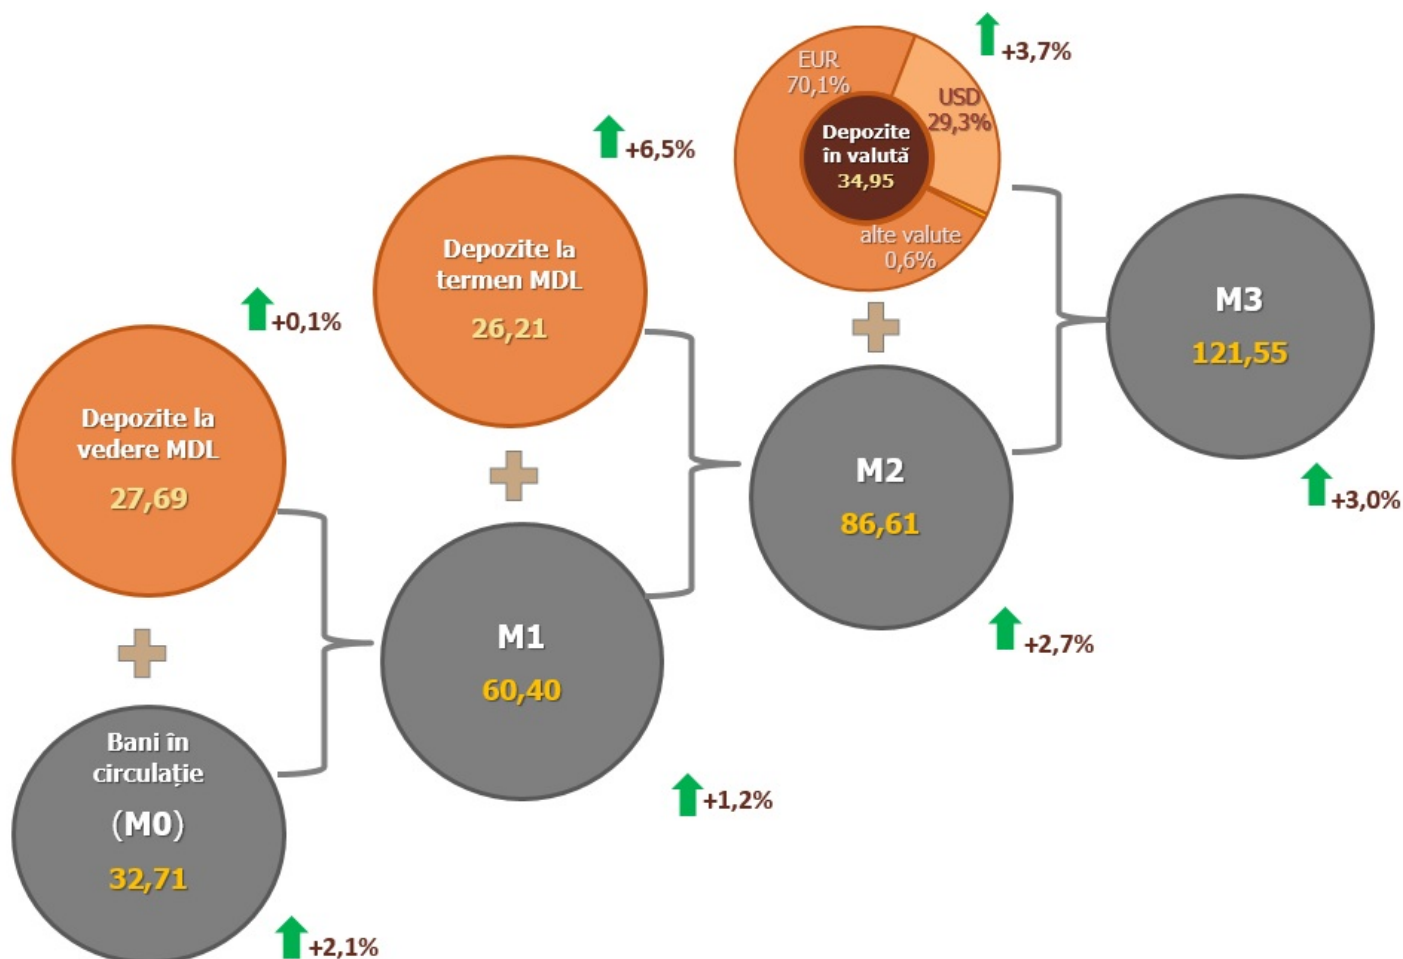 Depozite la
vedere MDL
27,69
+0,1%
Bani în
circulație
(M0)
32,71
+2,1%
Depozite la
termen MDL
26,21
+6,5%
M1
60,40
+1,2%
EUR
70,1%
USD
29,3%
Depozite
în valută
34,95
alte valute
0,6%
+3,7%
M2
86,61
+2,7%
M3
121,55
+3,0%